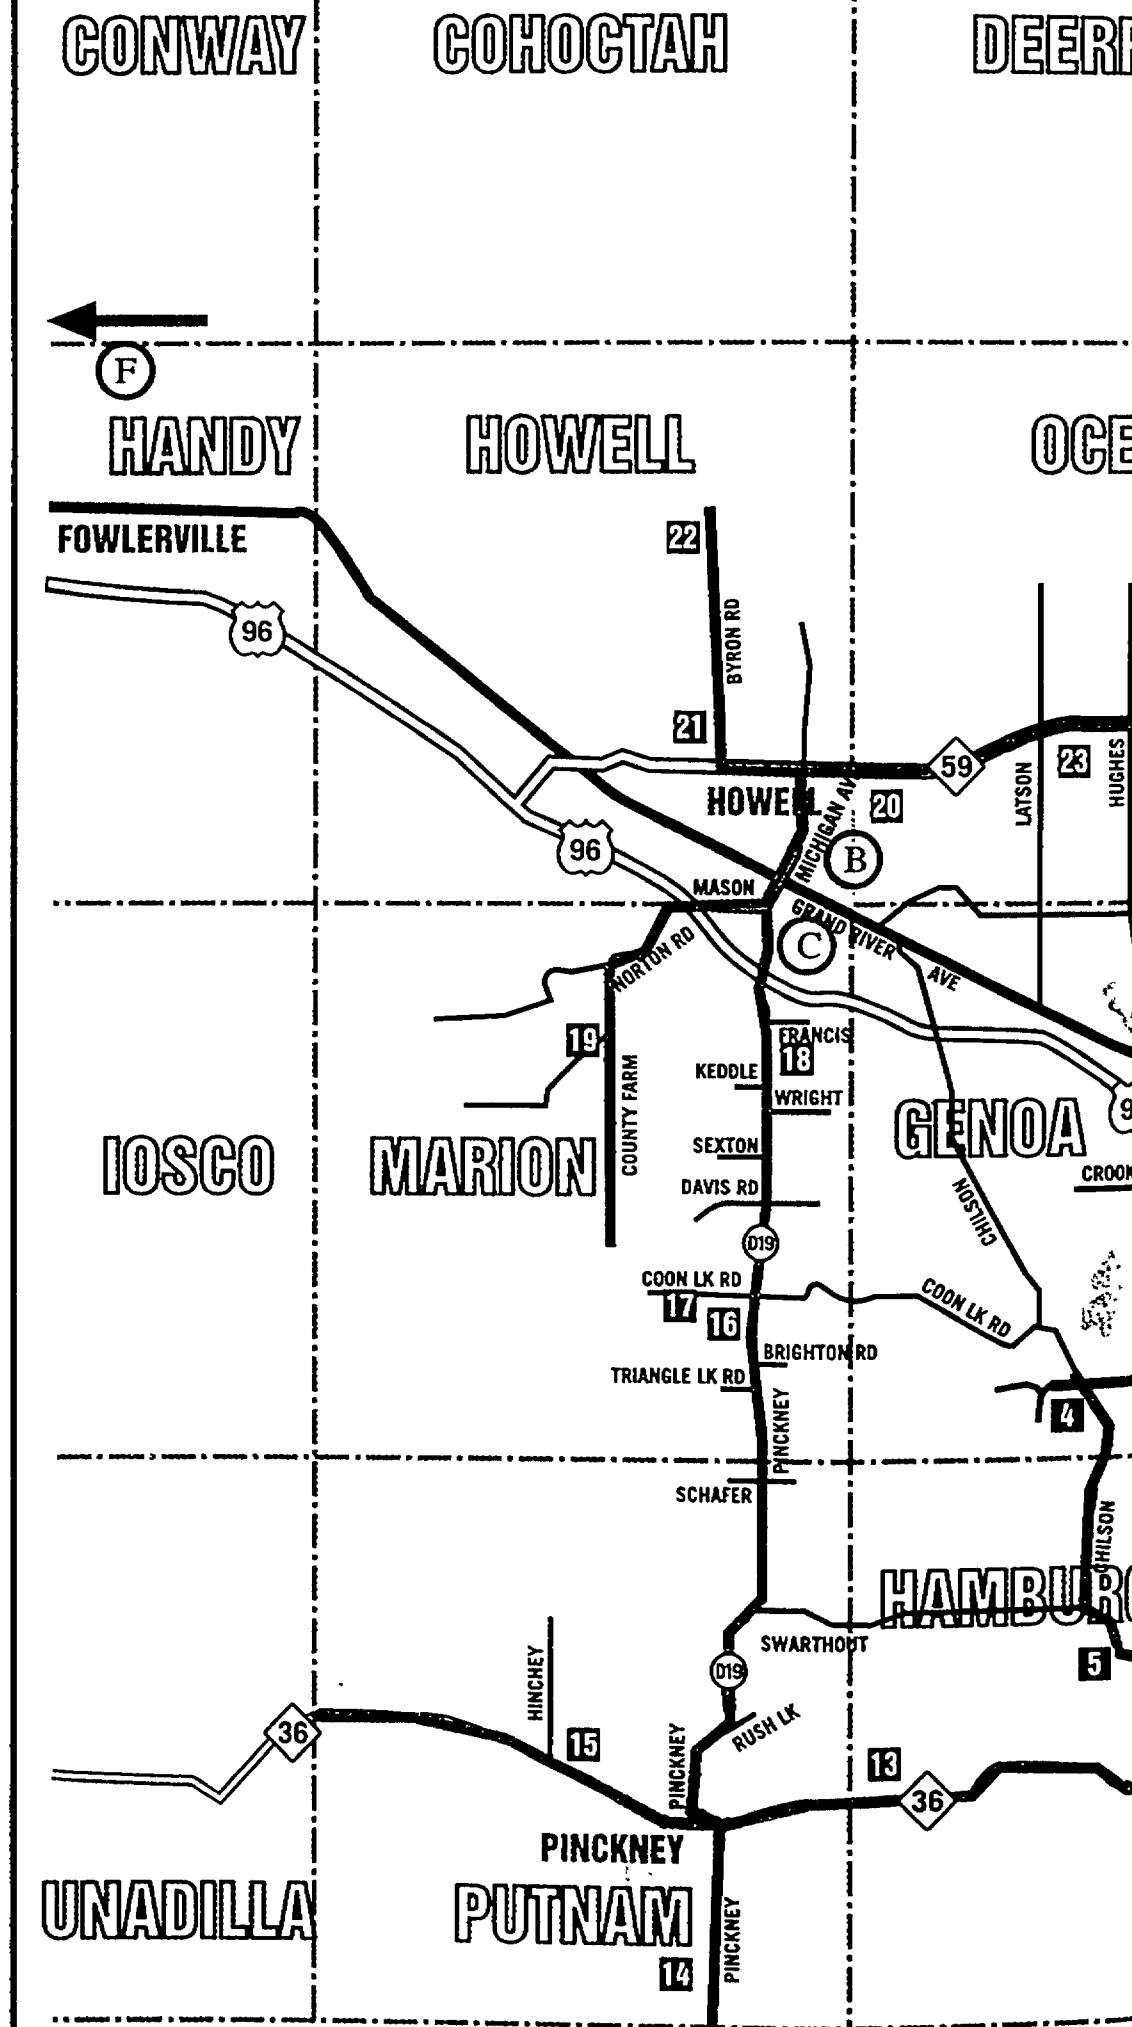 CONWAY
COHOCTAH
F
HANDY
HOWELL
FOWLERVILLE
22
96
BYRON RD
21
59
23
HUGHES
LATSON
HOWELL
20
MICHIGAN AV
B
96
MASON
GRAND RIVER
AVE
C
NORTON RD
19
FRANCIS
18
KEDDLE
COUNTY FARM
WRIGHT
GENOA
IOSCO
MARION
SEXTON
DAVIS RD
CHILSON
D19
COON LK RD
COON LK RD
17
16
BRIGHTON RD
TRIANGLE LK RD
4
PINCKNEY
SCHAFER
CHILSON
SWARTHOUT
5
D19
HINCHEY
RUSH LK
36
15
PINCKNEY
13
36
PINCKNEY
UNADILLA
PUTNAM
PINCKNEY
14